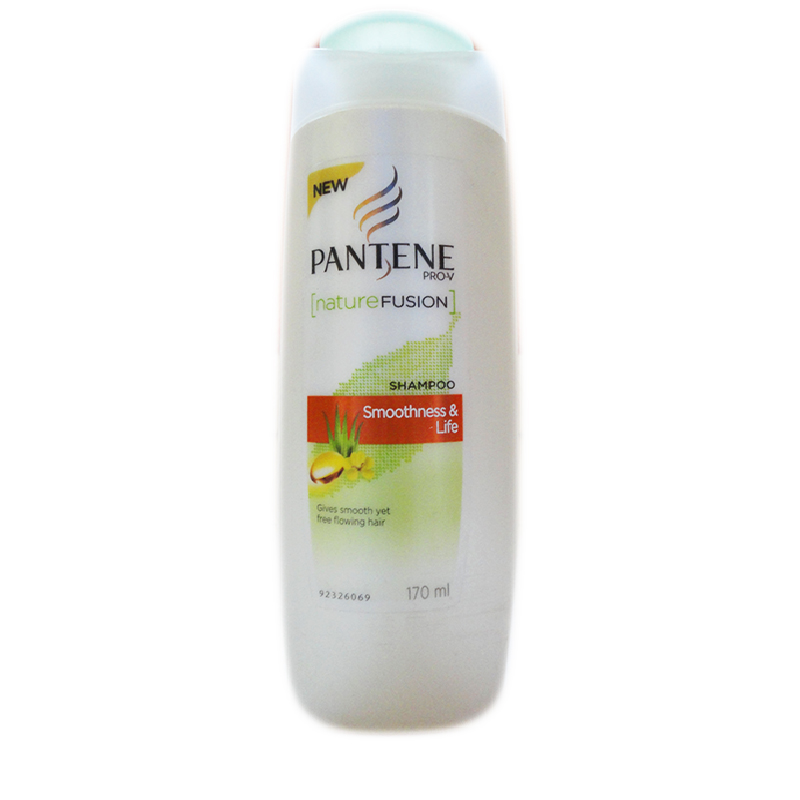 NEW
PANTENE
PRO-V
[natureFUSION]
SHAMPOO
Smoothness &
Life
Gives smooth yet
free flowing hair
92326069
170 ml